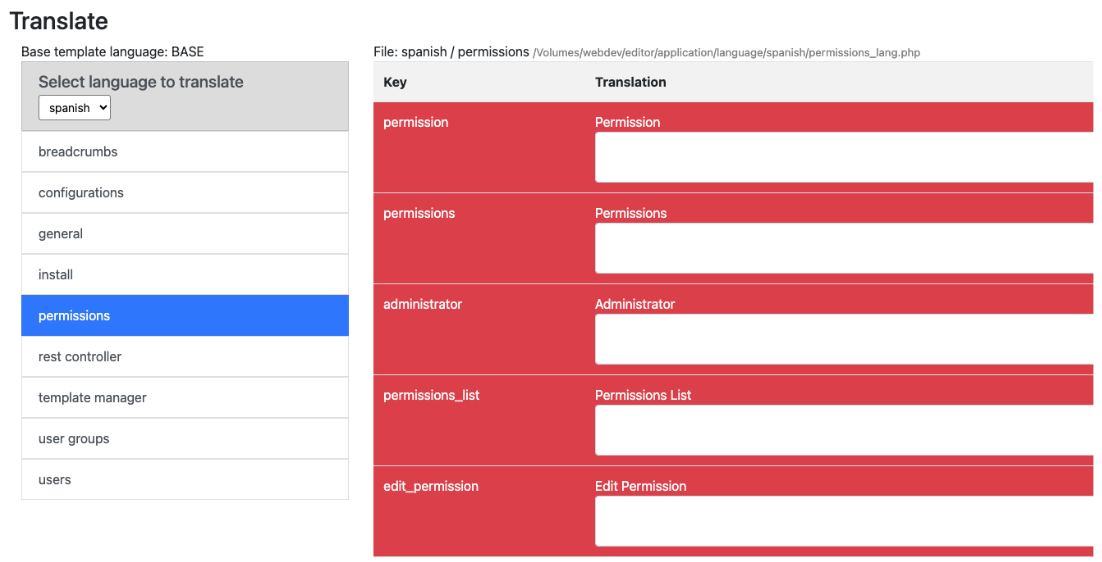 Translate
Base template language: BASE
Select language to translate
spanish
breadcrumbs
configurations
general
install
permissions
rest controller
template manager
user groups
users
File: spanish / permissions /Volumes/webdev/editor/application/language/spanish/permissions_lang.php
Key Translation
permission Permission
permissions Permissions
administrator Administrator
permissions_list Permissions List
edit_permission Edit Permission